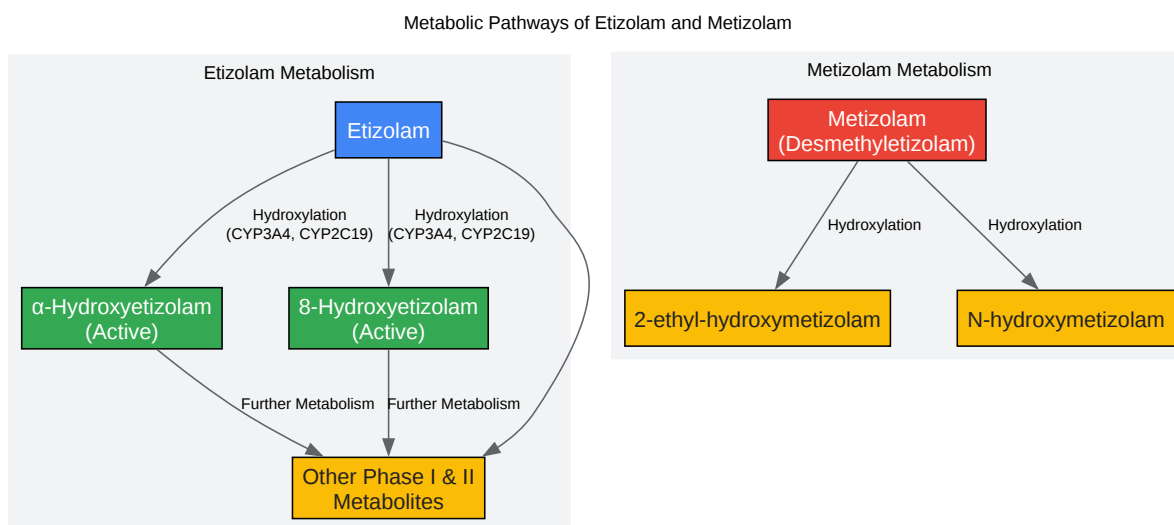 Metabolic Pathways of Etizolam and Metizolam
Etizolam Metabolism
Etizolam
Hydroxylation
(CYP3A4, CYP2C19)
Hydroxylation
(CYP3A4, CYP2C19)
α-Hydroxyetizolam
(Active)
8-Hydroxyetizolam
(Active)
Further Metabolism
Further Metabolism
Other Phase I & II
Metabolites
Metizolam Metabolism
Metizolam
(Desmethyletizolam)
Hydroxylation
Hydroxylation
2-ethyl-hydroxymetizolam
N-hydroxymetizolam